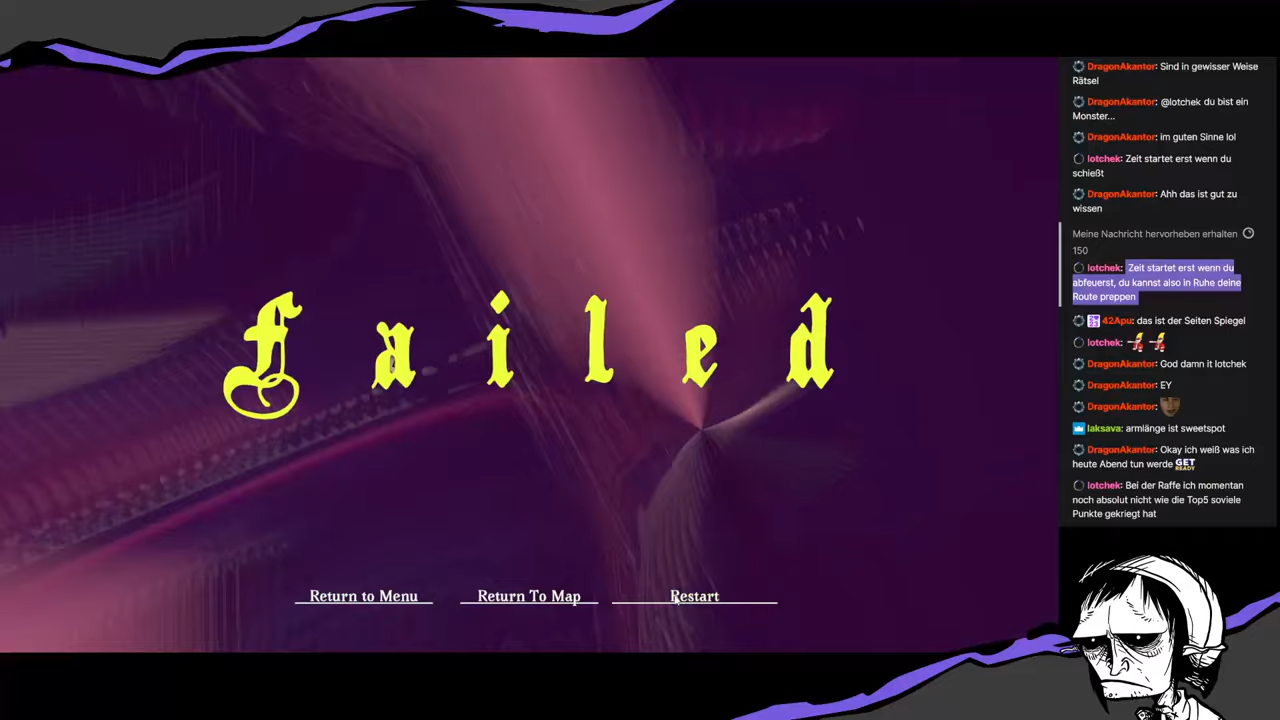 Failed
Return to Menu
Return To Map
Restart
DragonAkantor: Sind in gewisser Weise
Rätsel
DragonAkantor: @lotchek du bist ein
Monster...
DragonAkantor: im guten Sinne lol
lotchek: Zeit startet erst wenn du
schießt
DragonAkantor: Ahh das ist gut zu
wissen
Meine Nachricht hervorheben erhalten
150
lotchek: Zeit startet erst wenn du
abfeuerst, du kannst also in Ruhe deine
Route preppen
42Apu: das ist der Seiten Spiegel
lotchek:
DragonAkantor: God damn it lotchek
DragonAkantor: EY
DragonAkantor:
laksava: armlänge ist sweetspot
DragonAkantor: Okay ich weiß was ich
heute Abend tun werde GET READY
lotchek: Bei der Raffe ich momentan
noch absolut nicht wie die Top5 soviele
Punkte gekriegt hat